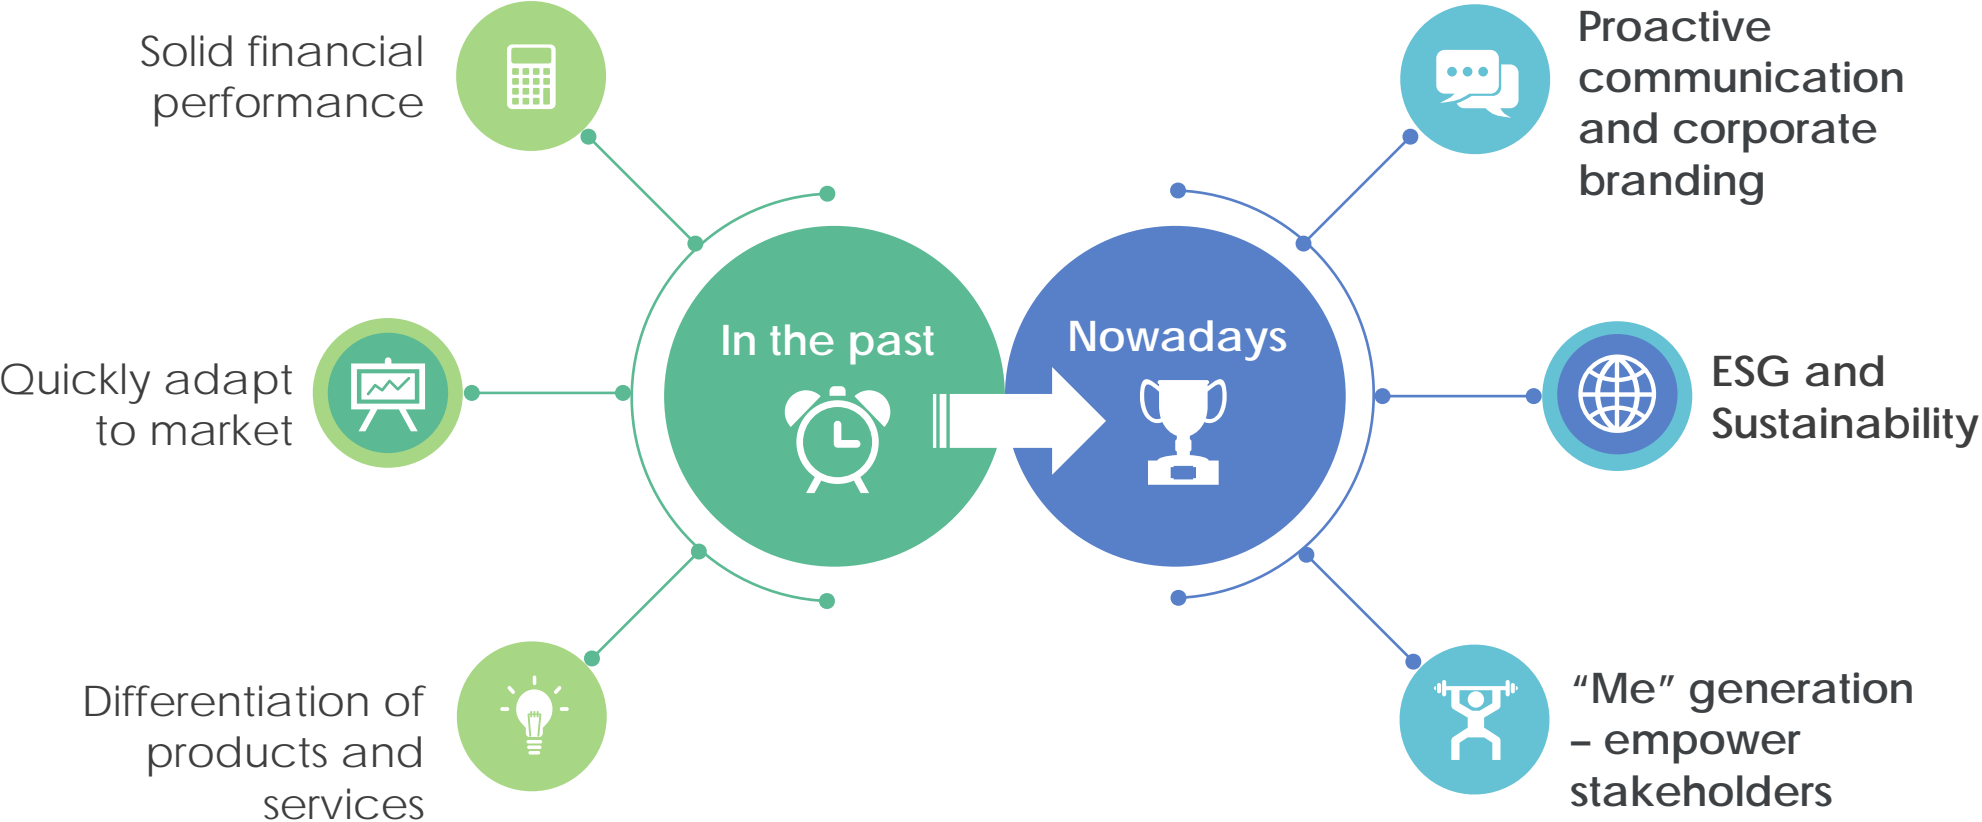 Solid financial
performance
Quickly adapt
to market
Differentiation of
products and
services
In the past
Nowadays
Proactive
communication
and corporate
branding
ESG and
Sustainability
“Me” generation
– empower
stakeholders